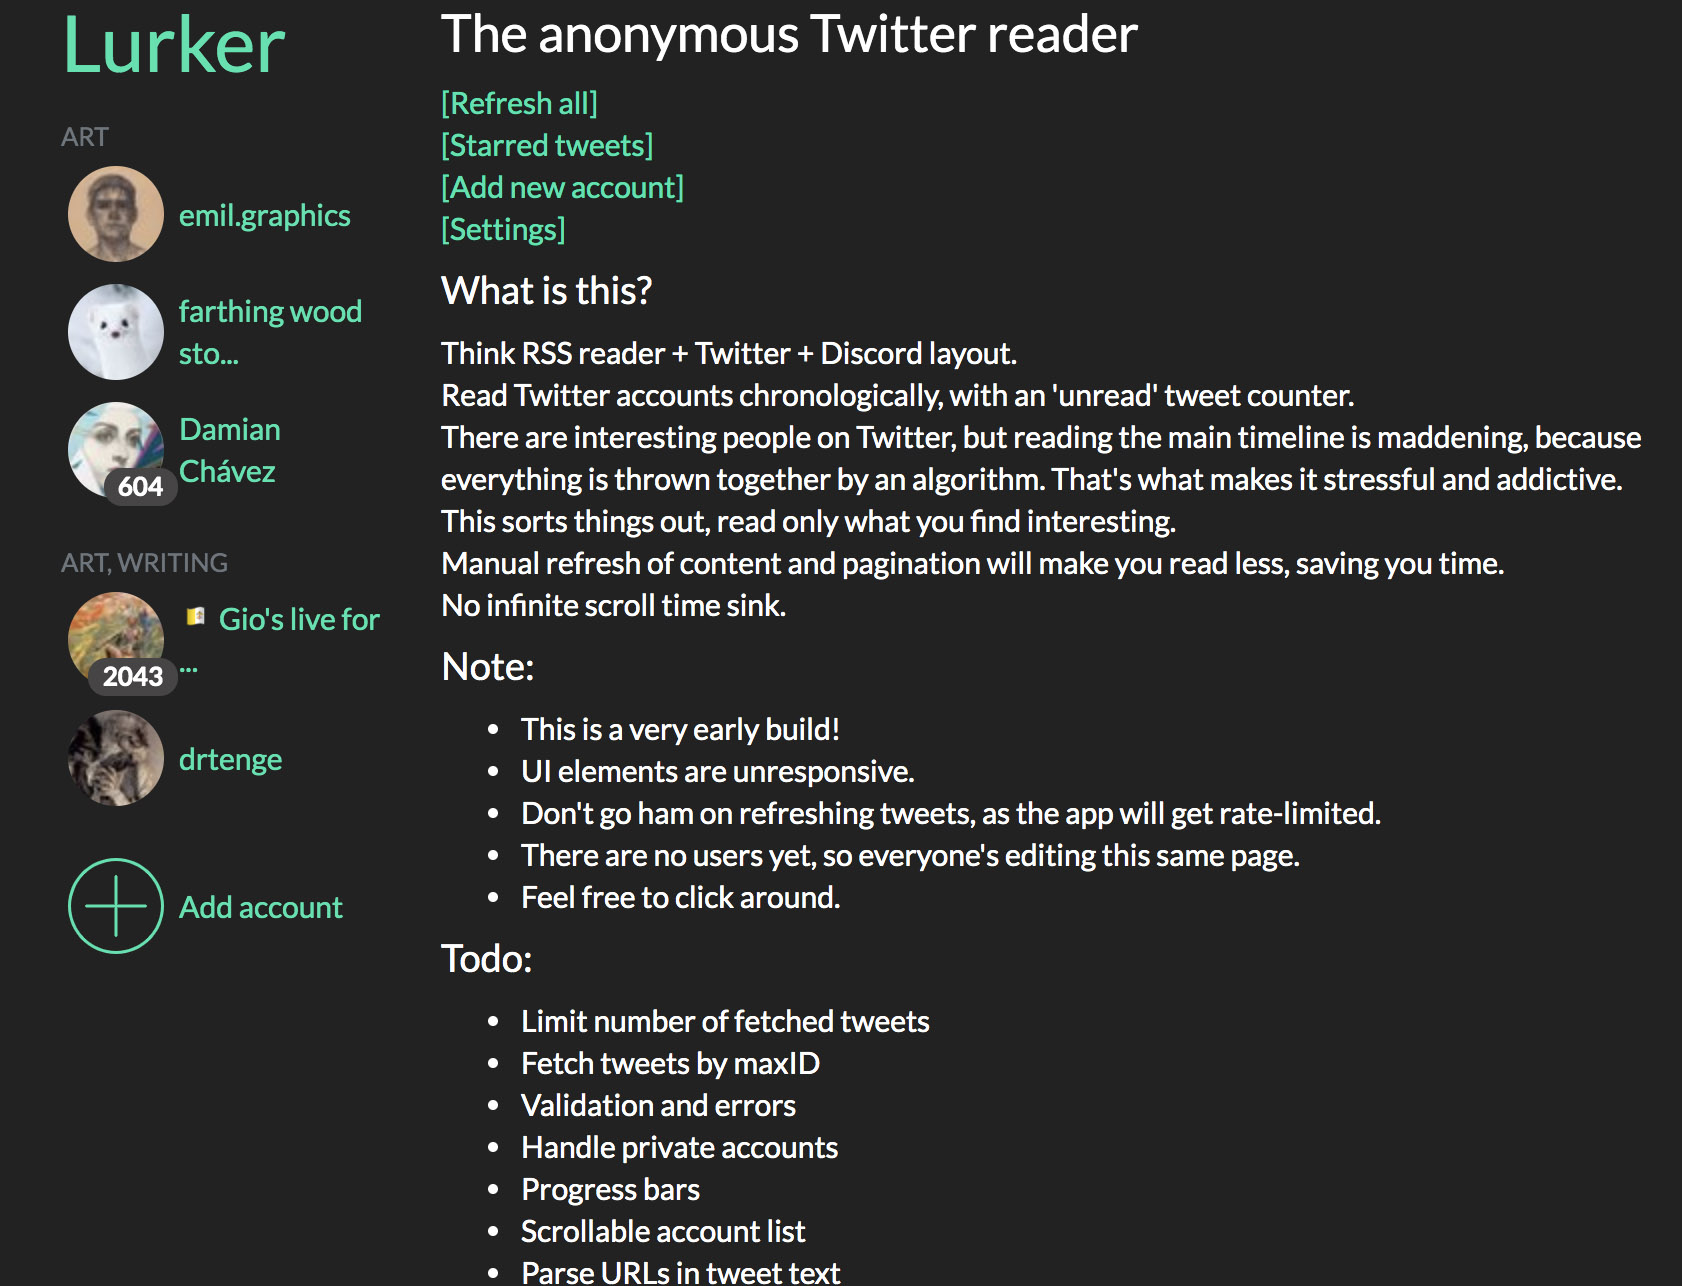 Lurker
ART
emil.graphics
farthing wood
sto...
Damian
Chávez
604
ART, WRITING
Gio's live for
...
2043
drtenge
Add account
The anonymous Twitter reader
[Refresh all]
[Starred tweets]
[Add new account]
[Settings]
What is this?
Think RSS reader + Twitter + Discord layout.
Read Twitter accounts chronologically, with an 'unread' tweet counter.
There are interesting people on Twitter, but reading the main timeline is maddening, because
everything is thrown together by an algorithm. That's what makes it stressful and addictive.
This sorts things out, read only what you find interesting.
Manual refresh of content and pagination will make you read less, saving you time.
No infinite scroll time sink.
Note:
• This is a very early build!
• UI elements are unresponsive.
• Don't go ham on refreshing tweets, as the app will get rate-limited.
• There are no users yet, so everyone's editing this same page.
• Feel free to click around.
Todo:
• Limit number of fetched tweets
• Fetch tweets by maxID
• Validation and errors
• Handle private accounts
• Progress bars
• Scrollable account list
• Parse URLs in tweet text